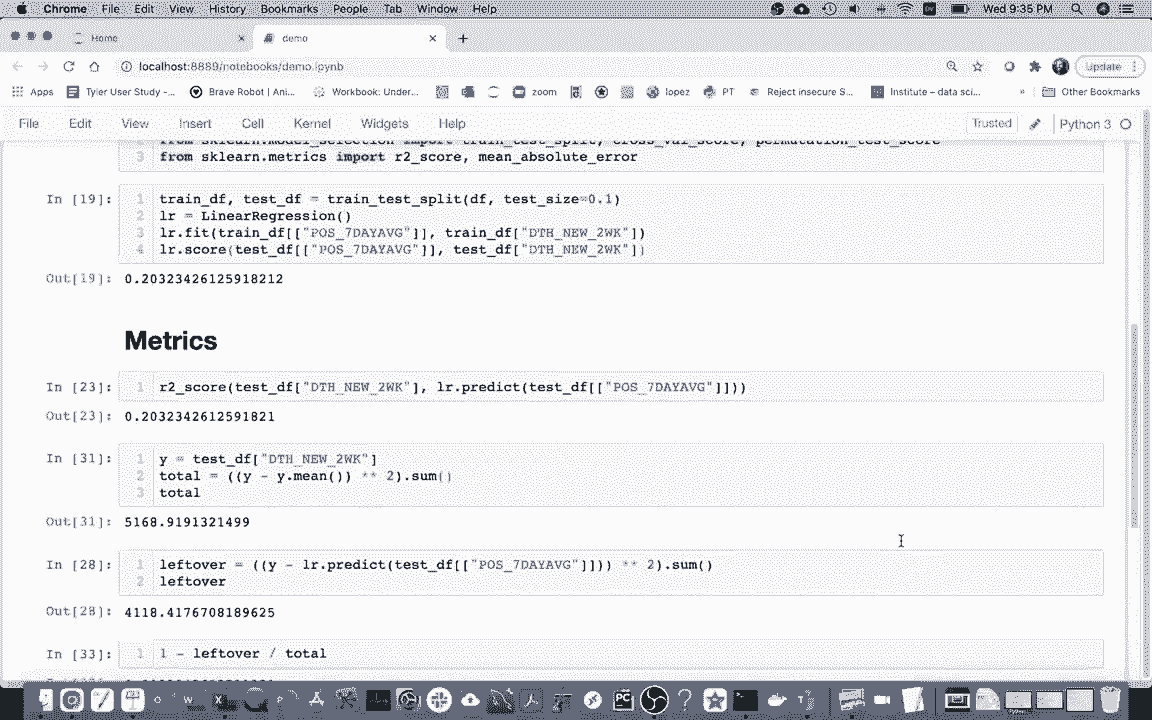 Chrome File Edit View History Bookmarks People Tab Window Help Wed 9:35 PM
Home demo
localhost:8889/notebooks/demo.ipynb Update
Apps Tyler User Study -... Brave Robot | Ani... Workbook: Under... zoom lopez PT Reject insecure S... Institute – data sci... » Other Bookmarks
File Edit View Insert Cell Kernel Widgets Help Trusted Python 3
2 from sklearn.model_selection import train_test_split, cross_val_score, permutation_test_score
3 from sklearn.metrics import r2_score, mean_absolute_error
In [19]: 1 train_df, test_df = train_test_split(df, test_size=0.1)
2 lr = LinearRegression()
3 lr.fit(train_df[["POS_7DAYAVG"]], train_df["DTH_NEW_2WK"])
4 lr.score(test_df[["POS_7DAYAVG"]], test_df["DTH_NEW_2WK"])
Out[19]: 0.20323426125918212
Metrics
In [23]: 1 r2_score(test_df["DTH_NEW_2WK"], lr.predict(test_df[["POS_7DAYAVG"]]))
Out[23]: 0.2032342612591821
In [31]: 1 y = test_df["DTH_NEW_2WK"]
2 total = ((y - y.mean()) ** 2).sum()
3 total
Out[31]: 5168.9191321499
In [28]: 1 leftover = ((y - lr.predict(test_df[["POS_7DAYAVG"]])) ** 2).sum()
2 leftover
Out[28]: 4118.4176708189625
In [33]: 1 1 - leftover / total